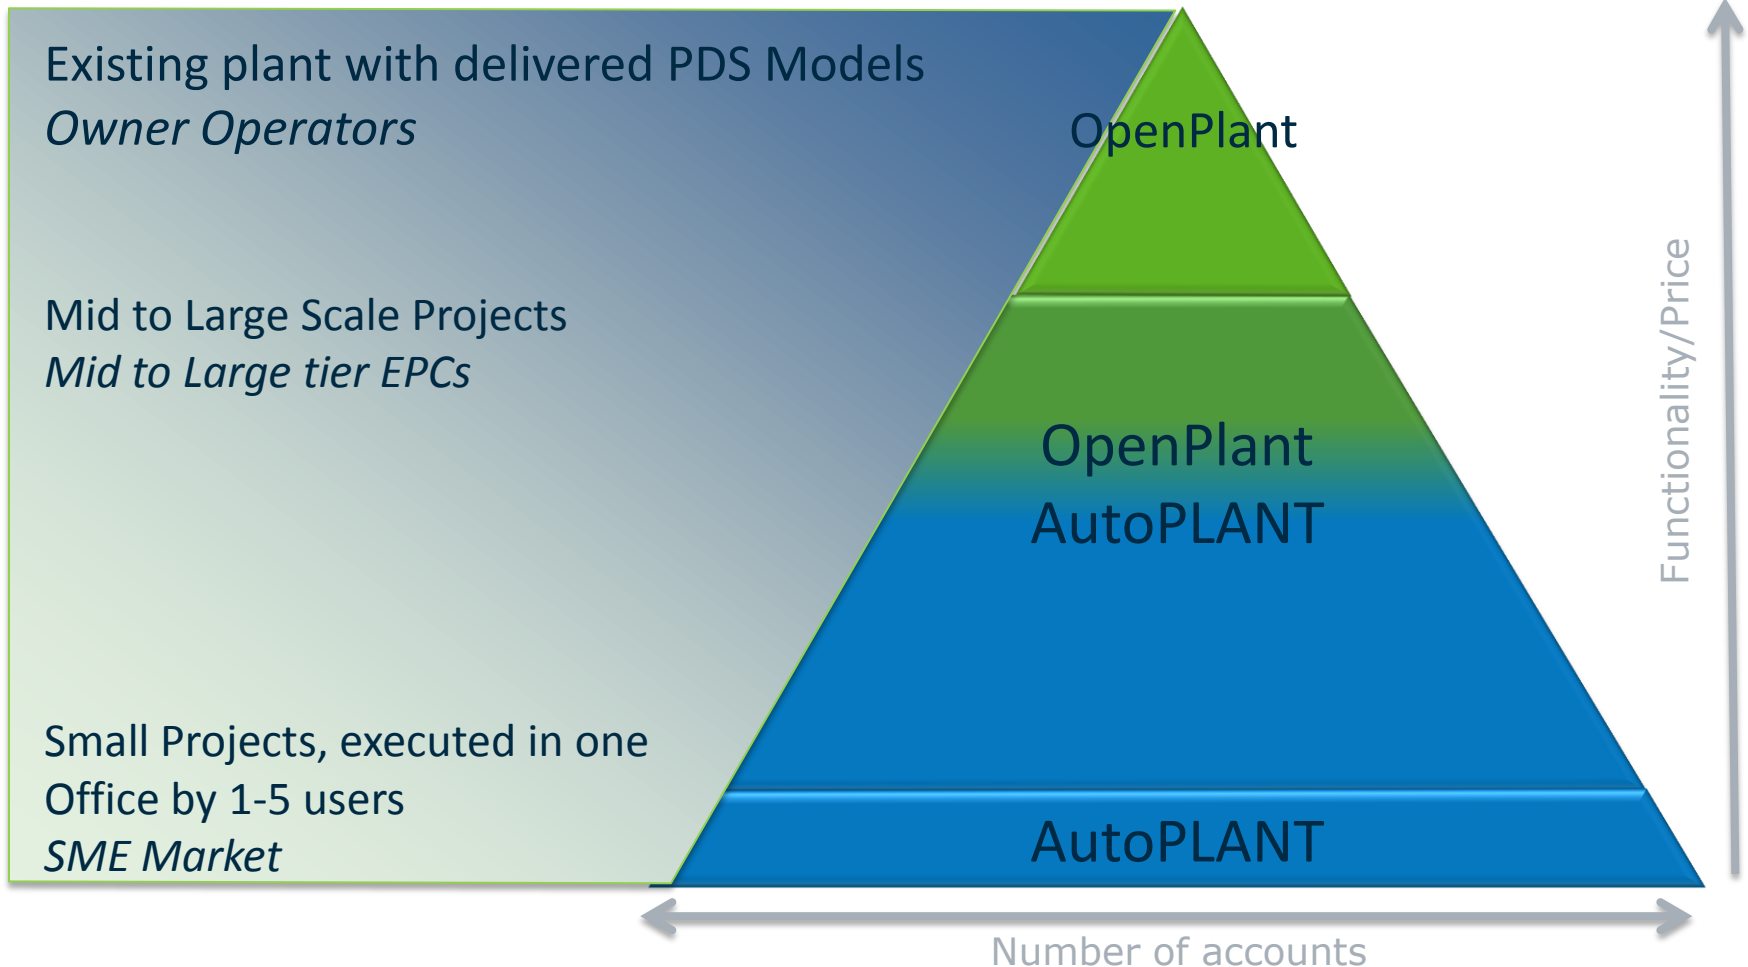 Existing plant with delivered PDS Models
Owner Operators
OpenPlant
Mid to Large Scale Projects
Mid to Large tier EPCs
OpenPlant
AutoPLANT
Small Projects, executed in one
Office by 1-5 users
SME Market
AutoPLANT
Functionality/Price
Number of accounts